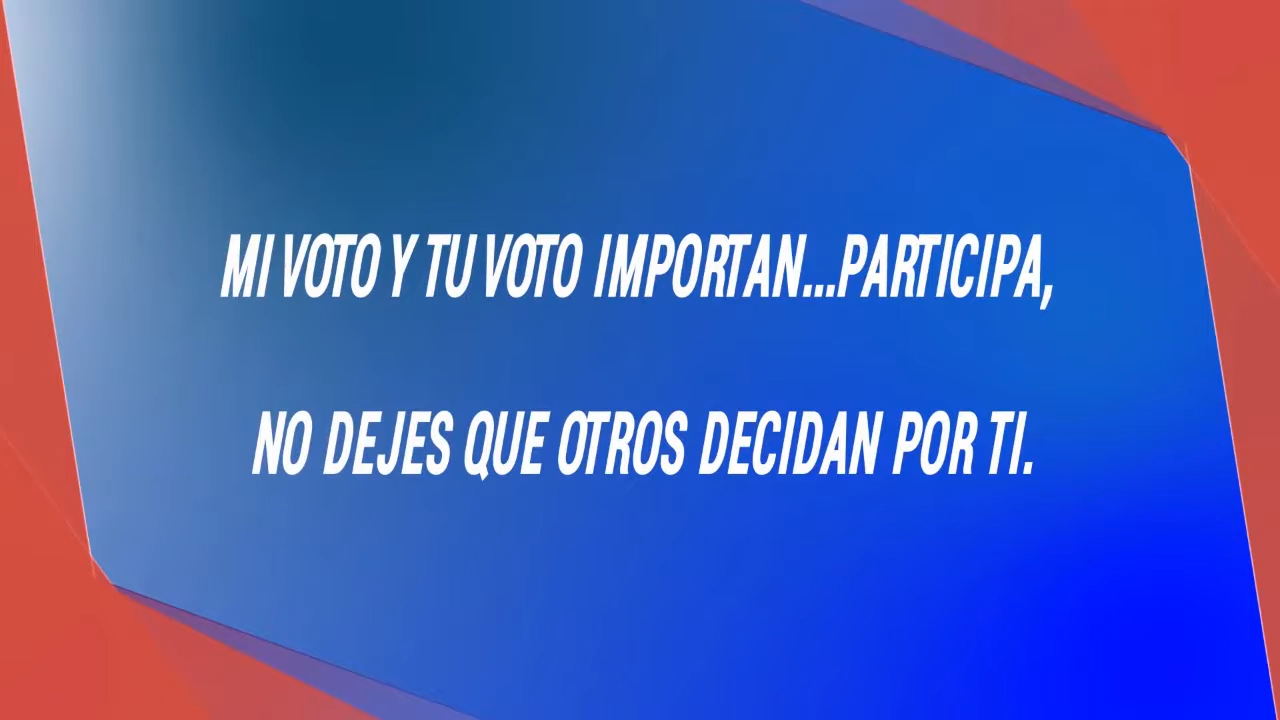 MI VOTO Y TU VOTO IMPORTAN...PARTICIPA,
NO DEJES QUE OTROS DECIDAN POR TI.